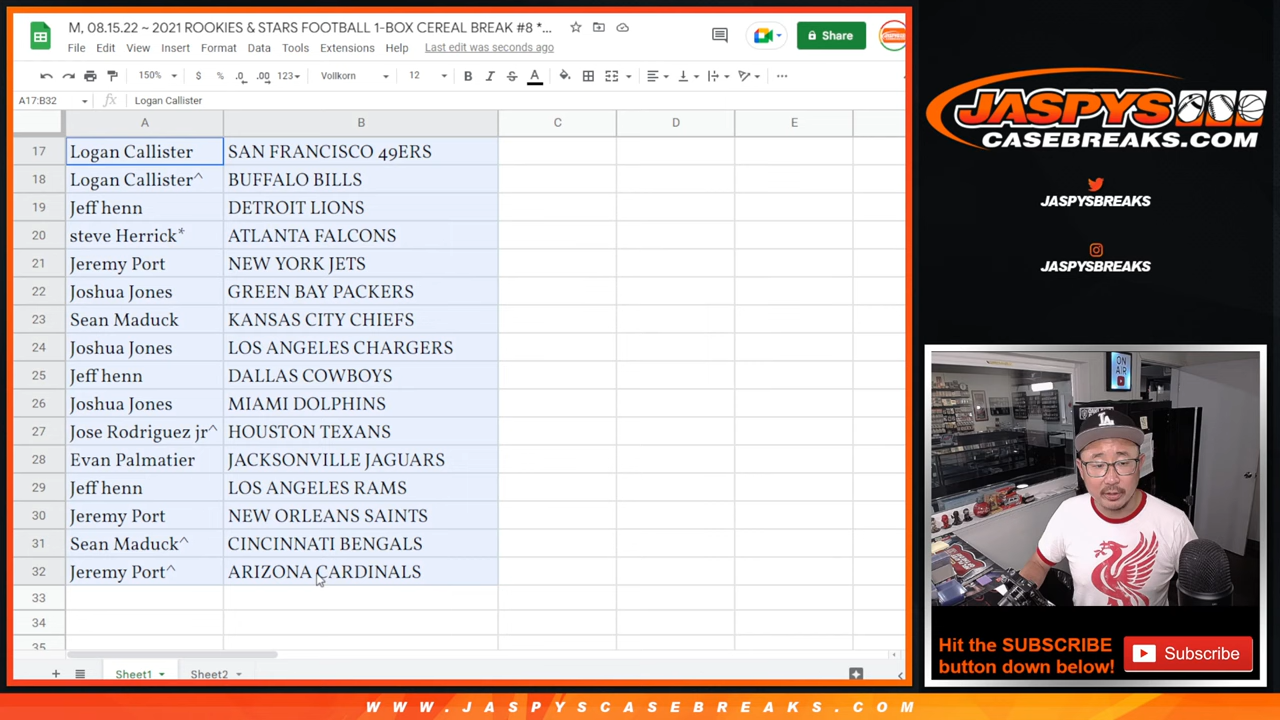 M, 08.15.22 ~ 2021 ROOKIES & STARS FOOTBALL 1-BOX CEREAL BREAK #8 *...
File Edit View Insert Format Data Tools Extensions Help Last edit was seconds ago
Share
150% $ % .0 .00 123 Vollkorn 12 B I S A ...
A17:B32 fx Logan Callister
A B C D E
17 Logan Callister SAN FRANCISCO 49ERS
18 Logan Callister^ BUFFALO BILLS
19 Jeff henn DETROIT LIONS
20 steve Herrick* ATLANTA FALCONS
21 Jeremy Port NEW YORK JETS
22 Joshua Jones GREEN BAY PACKERS
23 Sean Maduck KANSAS CITY CHIEFS
24 Joshua Jones LOS ANGELES CHARGERS
25 Jeff henn DALLAS COWBOYS
26 Joshua Jones MIAMI DOLPHINS
27 Jose Rodriguez jr^ HOUSTON TEXANS
28 Evan Palmatier JACKSONVILLE JAGUARS
29 Jeff henn LOS ANGELES RAMS
30 Jeremy Port NEW ORLEANS SAINTS
31 Sean Maduck^ CINCINNATI BENGALS
32 Jeremy Port^ ARIZONA CARDINALS
33
34
35
+ Sheet1 Sheet2
JASPYS
CASEBREAKS.COM
JASPYSBREAKS
JASPYSBREAKS
ON
AIR
LA
Hit the SUBSCRIBE
button down below!
Subscribe
WWW.JASPYSCASEBREAKS.COM